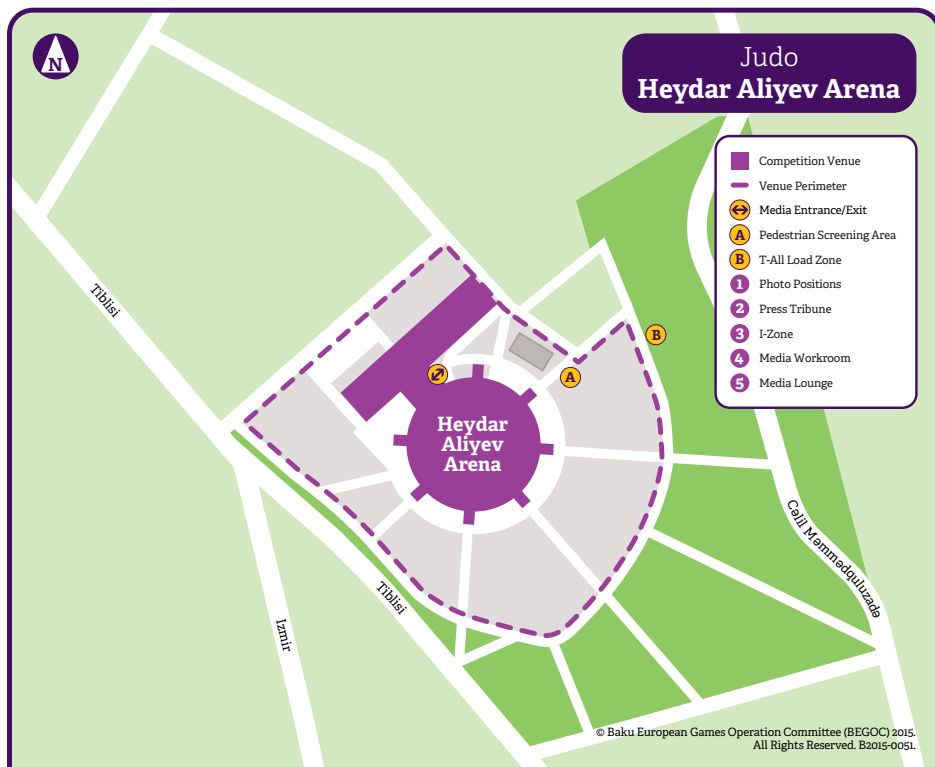 N
Judo
Heydar Aliyev Arena
Competition Venue
Venue Perimeter
Media Entrance/Exit
A Pedestrian Screening Area
B T-All Load Zone
1 Photo Positions
2 Press Tribune
3 I-Zone
4 Media Workroom
5 Media Lounge
Tiblisi
B
A
Heydar
Aliyev
Arena
Cəlil Məmmədquluzadə
Tiblisi
Izmir
© Baku European Games Operation Committee (BEGOC) 2015.
All Rights Reserved. B2015-0051.